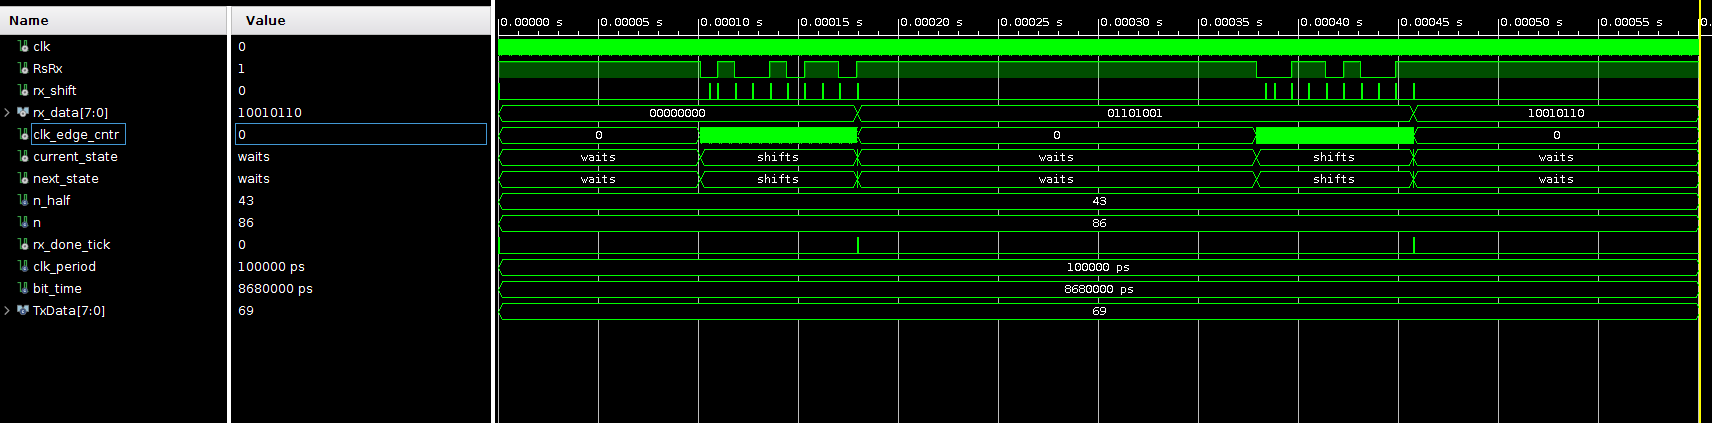 Name Value 0.00000 s 0.00005 s 0.00010 s 0.00015 s 0.00020 s 0.00025 s 0.00030 s 0.00035 s 0.00040 s 0.00045 s 0.00050 s 0.00055 s 0.
clk 0
RsRx 1
rx_shift 0
rx_data[7:0] 10010110 00000000 01101001 10010110
clk_edge_cntr 0 0 0 0
current_state waits waits shifts waits shifts waits
next_state waits waits shifts waits shifts waits
n_half 43 43
n 86 86
rx_done_tick 0
clk_period 100000 ps 100000 ps
bit_time 8680000 ps 8680000 ps
TxData[7:0] 69 69